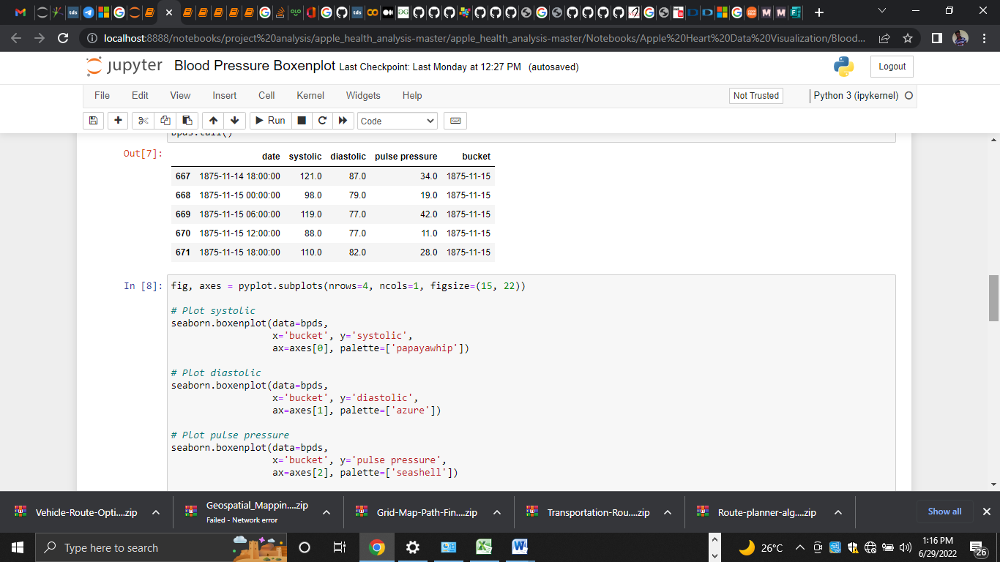 localhost:8888/notebooks/project%20analysis/apple_health_analysis-master/apple_health_analysis-master/Notebooks/Apple%20Heart%20Data%20Visualization/Blood...
jupyter Blood Pressure Boxenplot Last Checkpoint: Last Monday at 12:27 PM (autosaved)
Logout
File Edit View Insert Cell Kernel Widgets Help
Not Trusted Python 3 (ipykernel)
Run Code
Out[7]:
date systolic diastolic pulse pressure bucket
667 1875-11-14 18:00:00 121.0 87.0 34.0 1875-11-15
668 1875-11-15 00:00:00 98.0 79.0 19.0 1875-11-15
669 1875-11-15 06:00:00 119.0 77.0 42.0 1875-11-15
670 1875-11-15 12:00:00 88.0 77.0 11.0 1875-11-15
671 1875-11-15 18:00:00 110.0 82.0 28.0 1875-11-15
In [8]: fig, axes = pyplot.subplots(nrows=4, ncols=1, figsize=(15, 22))
# Plot systolic
seaborn.boxenplot(data=bpds,
x='bucket', y='systolic',
ax=axes[0], palette=['papayawhip'])
# Plot diastolic
seaborn.boxenplot(data=bpds,
x='bucket', y='diastolic',
ax=axes[1], palette=['azure'])
# Plot pulse pressure
seaborn.boxenplot(data=bpds,
x='bucket', y='pulse pressure',
ax=axes[2], palette=['seashell'])
Vehicle-Route-Opti....zip
Geospatial_Mappin....zip
Failed - Network error
Grid-Map-Path-Fin....zip
Transportation-Rou....zip
Route-planner-alg....zip
Show all
Type here to search
26°C
1:16 PM
6/29/2022
26